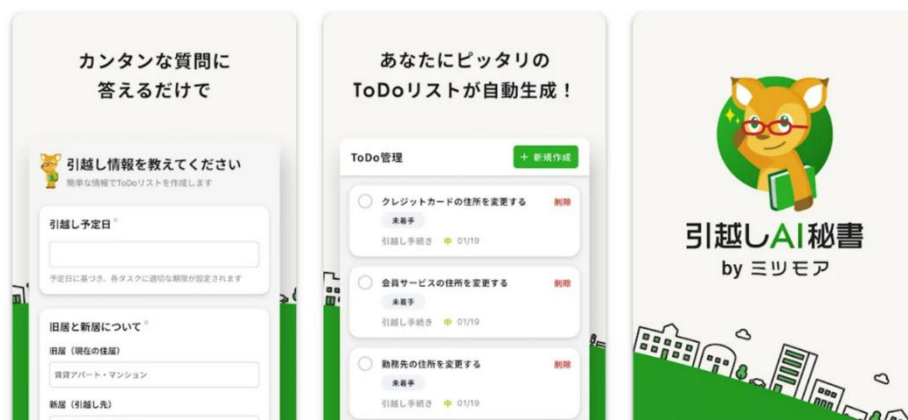 カンタンな質問に
答えるだけで
引越し情報を教えてください
簡単な情報でToDoリストを作成します
引越し予定日*
予定日に基づき、各タスクに適切な期限が設定されます
旧居と新居について*
旧居（現在の住居）
賃貸アパート・マンション
新居（引越し先）
あなたにピッタリの
ToDoリストが自動生成！
ToDo管理
+ 新規作成
クレジットカードの住所を変更する 削除
未着手
引越し手続き 中 01/19
会員サービスの住所を変更する 削除
未着手
引越し手続き 中 01/19
勤務先の住所を変更する 削除
未着手
引越し手続き 中 01/19
引越しAI秘書
by ミツモア